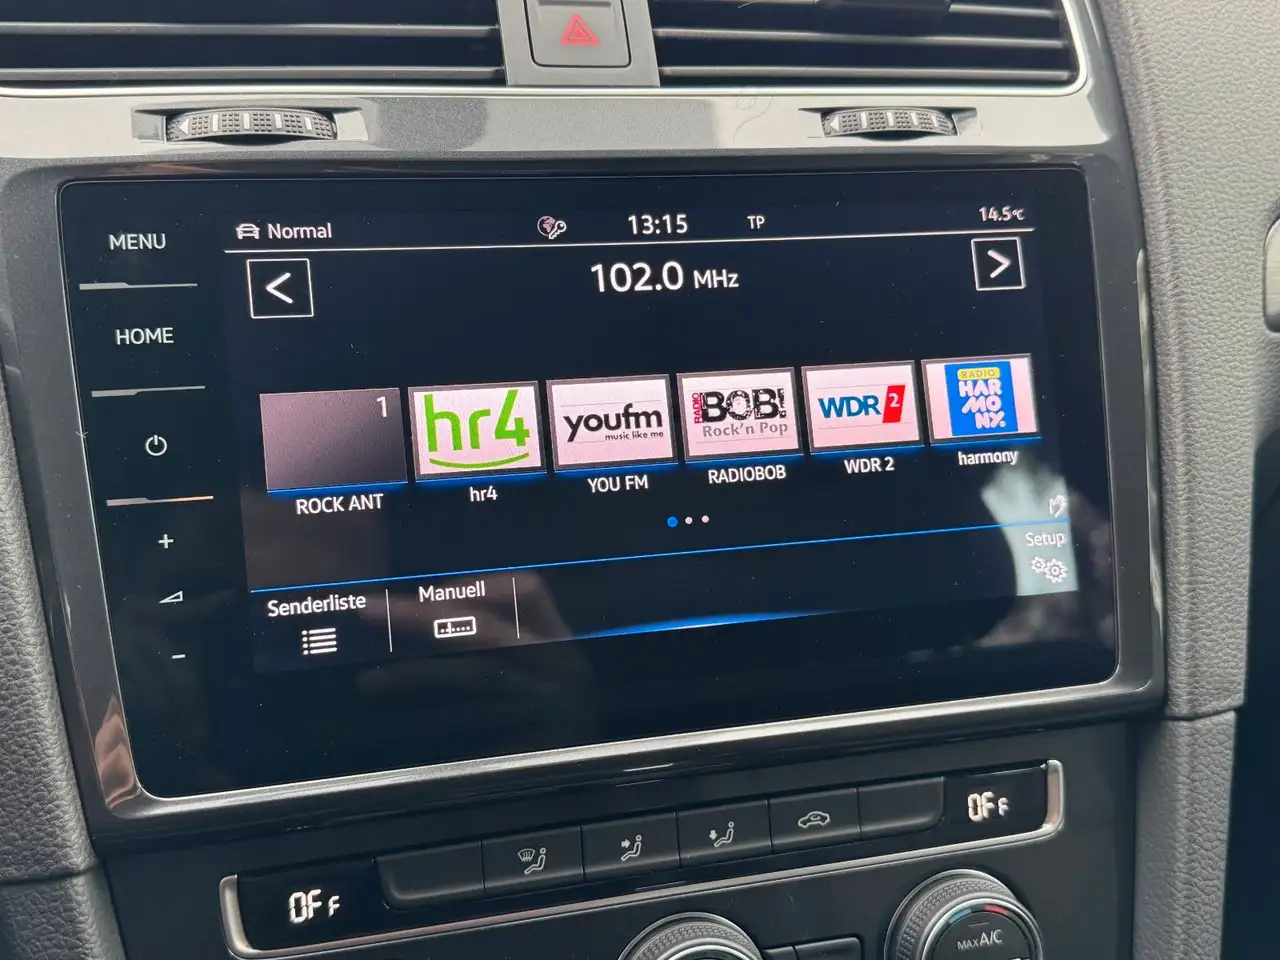 MENU
HOME
+
-
Normal
13:15
TP
14.5°C
<
102.0 MHz
>
1
hr4
youfm
music like me
RADIO
BOB!
Rock'n Pop
WDR 2
RADIO
HAR
MO
NY.
ROCK ANT
hr4
YOU FM
RADIOBOB
WDR 2
harmony
Setup
Senderliste
Manuell
OFF
OFF
MAX A/C